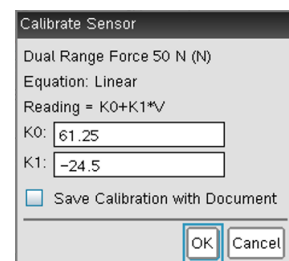 Calibrate Sensor
Dual Range Force 50 N (N)
Equation: Linear
Reading = K0+K1*V
K0: 61.25
K1: −24.5
Save Calibration with Document
OK Cancel